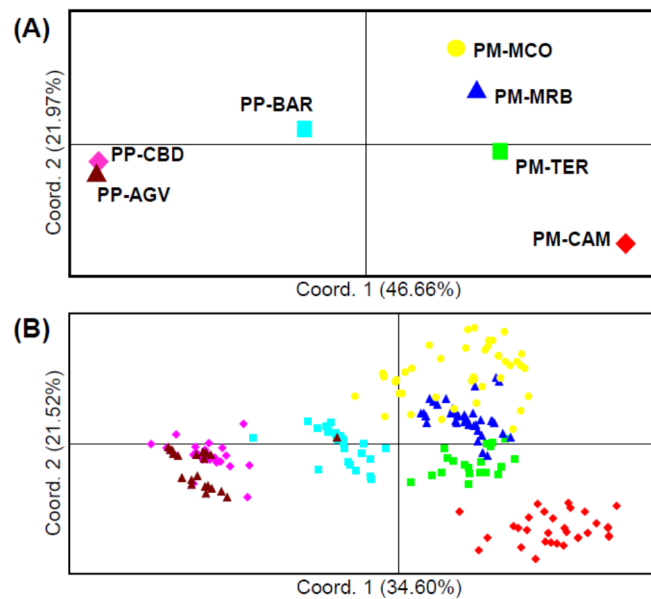 (A)
PM-MCO
PM-MRB
PP-BAR
PP-CBD
PM-TER
PP-AGV
PM-CAM
Coord. 2 (21.97%)
Coord. 1 (46.66%)
(B)
Coord. 2 (21.52%)
Coord. 1 (34.60%)